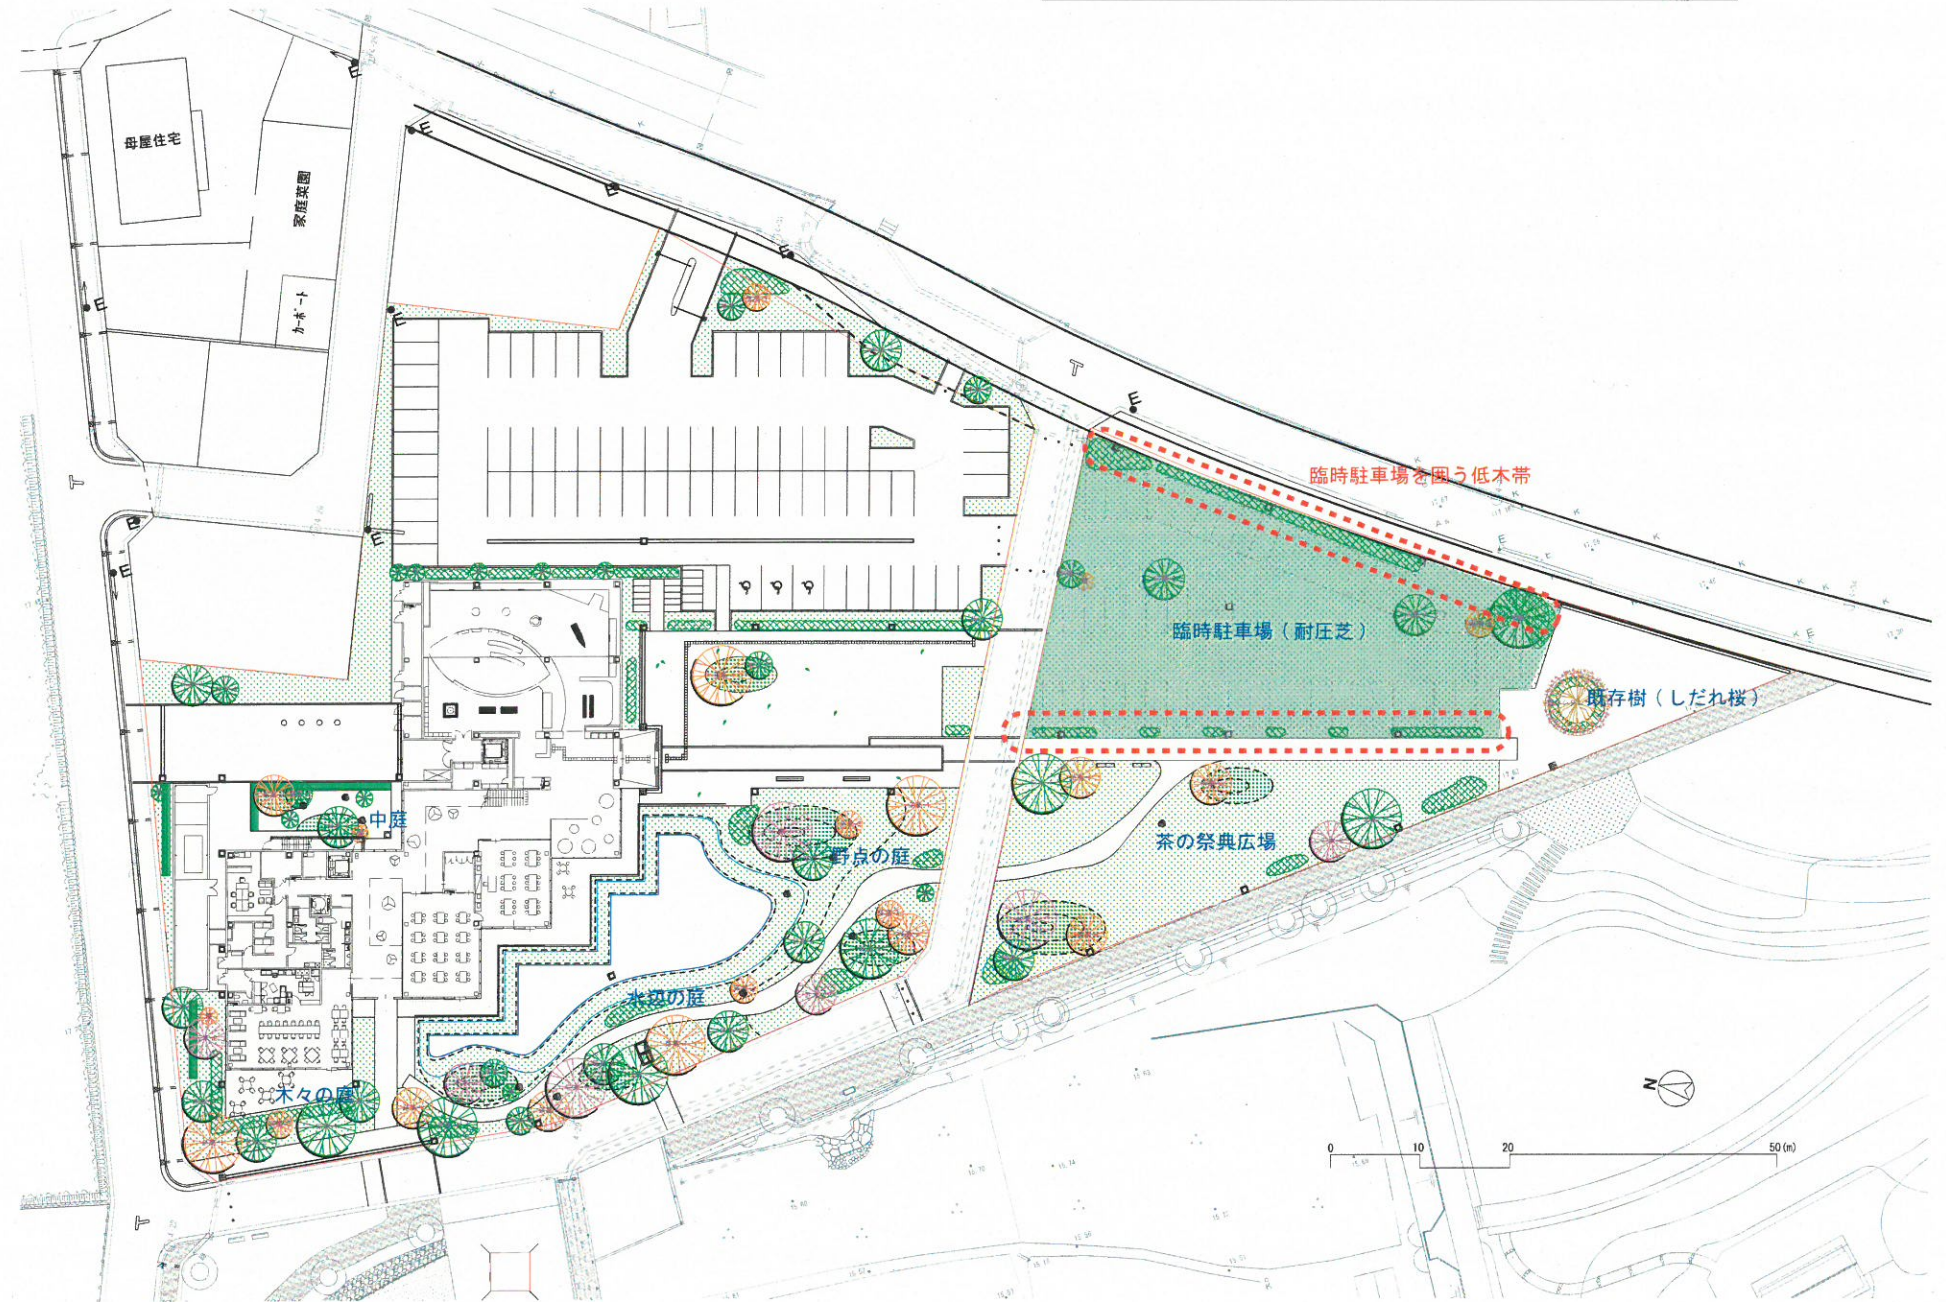 母屋住宅
家庭菜園
カーポート
E
E
E
E
E
E
E
E
E
E
E
T
T
T
臨時駐車場を囲う低木帯
臨時駐車場（耐圧芝）
既存樹（しだれ桜）
中庭
野点の庭
茶の祭典広場
水辺の庭
木々の庭
N
0 10 20 50(m)